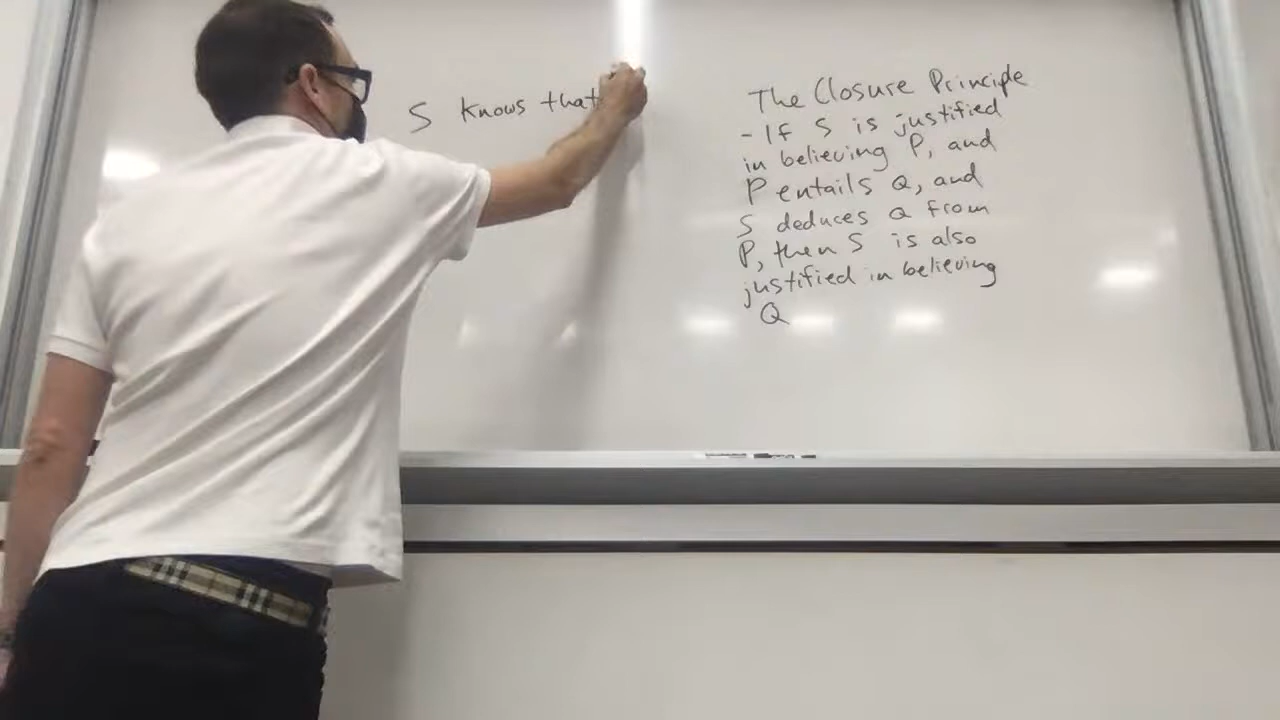 S knows that
The Closure Principle
- If S is justified
in believing P, and
P entails Q, and
S deduces Q from
P, then S is also
justified in believing
Q